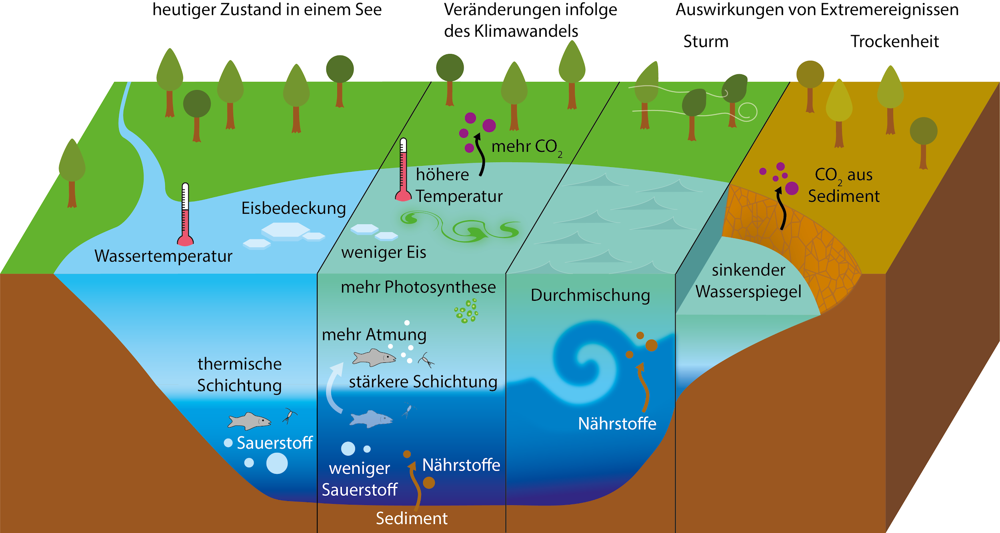 heutiger Zustand in einem See
Veränderungen infolge
des Klimawandels
Auswirkungen von Extremereignissen
Sturm
Trockenheit
Wassertemperatur
Eisbedeckung
thermische
Schichtung
Sauerstoff
mehr CO₂
höhere
Temperatur
weniger Eis
mehr Photosynthese
mehr Atmung
stärkere Schichtung
weniger
Sauerstoff
Nährstoffe
Sediment
Durchmischung
Nährstoffe
CO₂ aus
Sediment
sinkender
Wasserspiegel